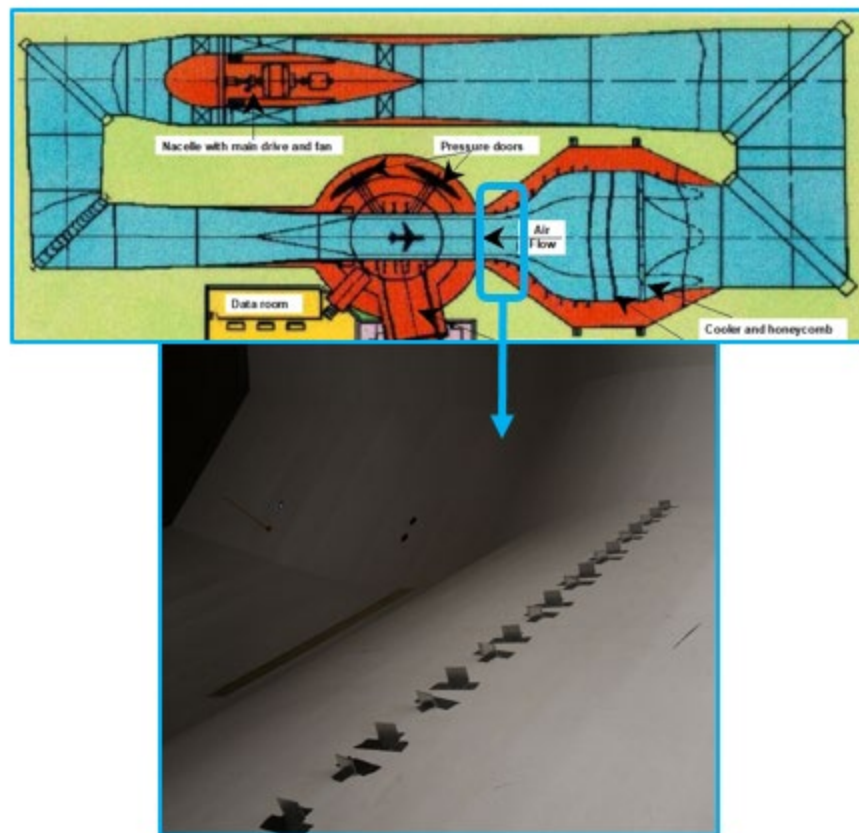 Nacelle with main drive and fan
Pressure doors
Air
Flow
Data room
Cooler and honeycomb